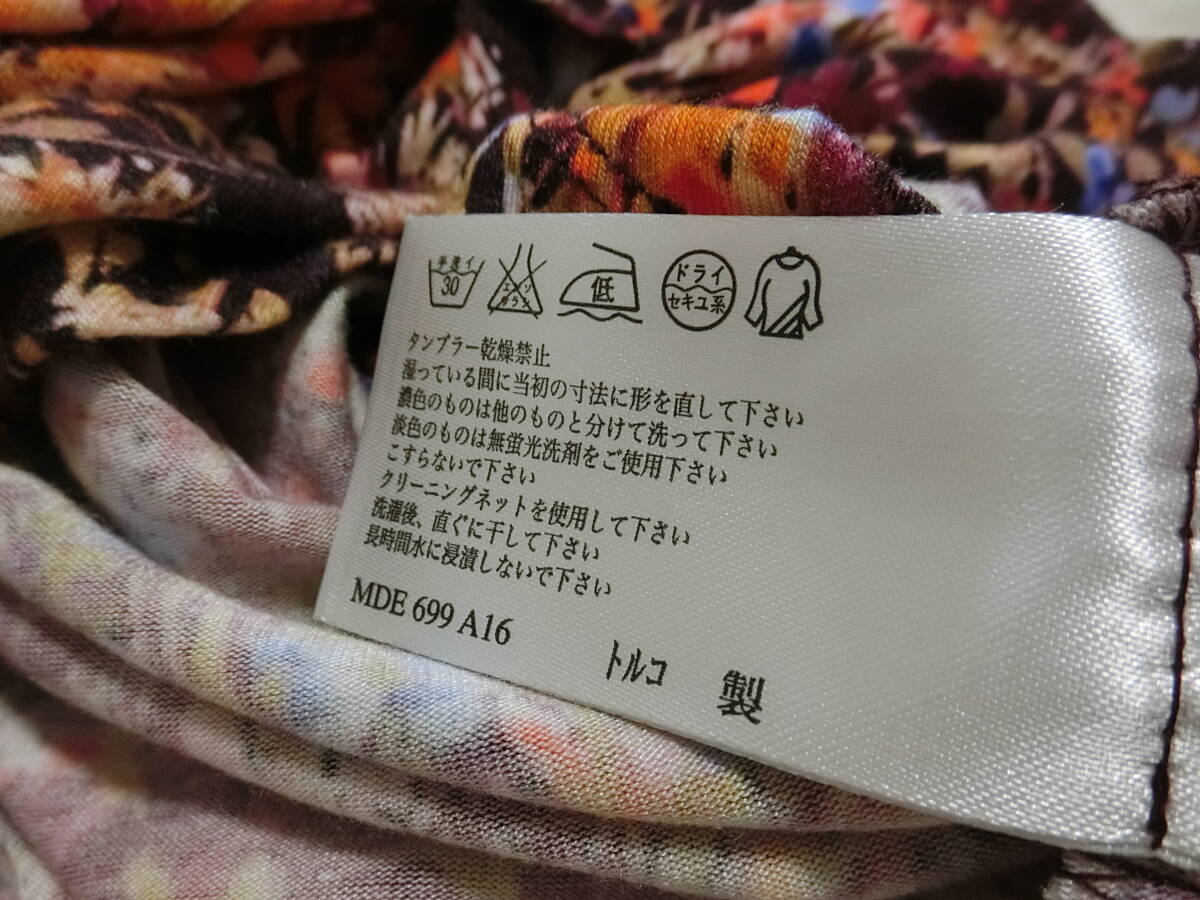 手洗イ
30
エンソ
サラシ
低
ドライ
セキユ系
タンブラー乾燥禁止
湿っている間に当初の寸法に形を直して下さい
濃色のものは他のものと分けて洗って下さい
淡色のものは無蛍光洗剤をご使用下さい
こすらないで下さい
クリーニングネットを使用して下さい
洗濯後、直ぐに干して下さい
長時間水に浸漬しないで下さい
MDE 699 A16
トルコ 製